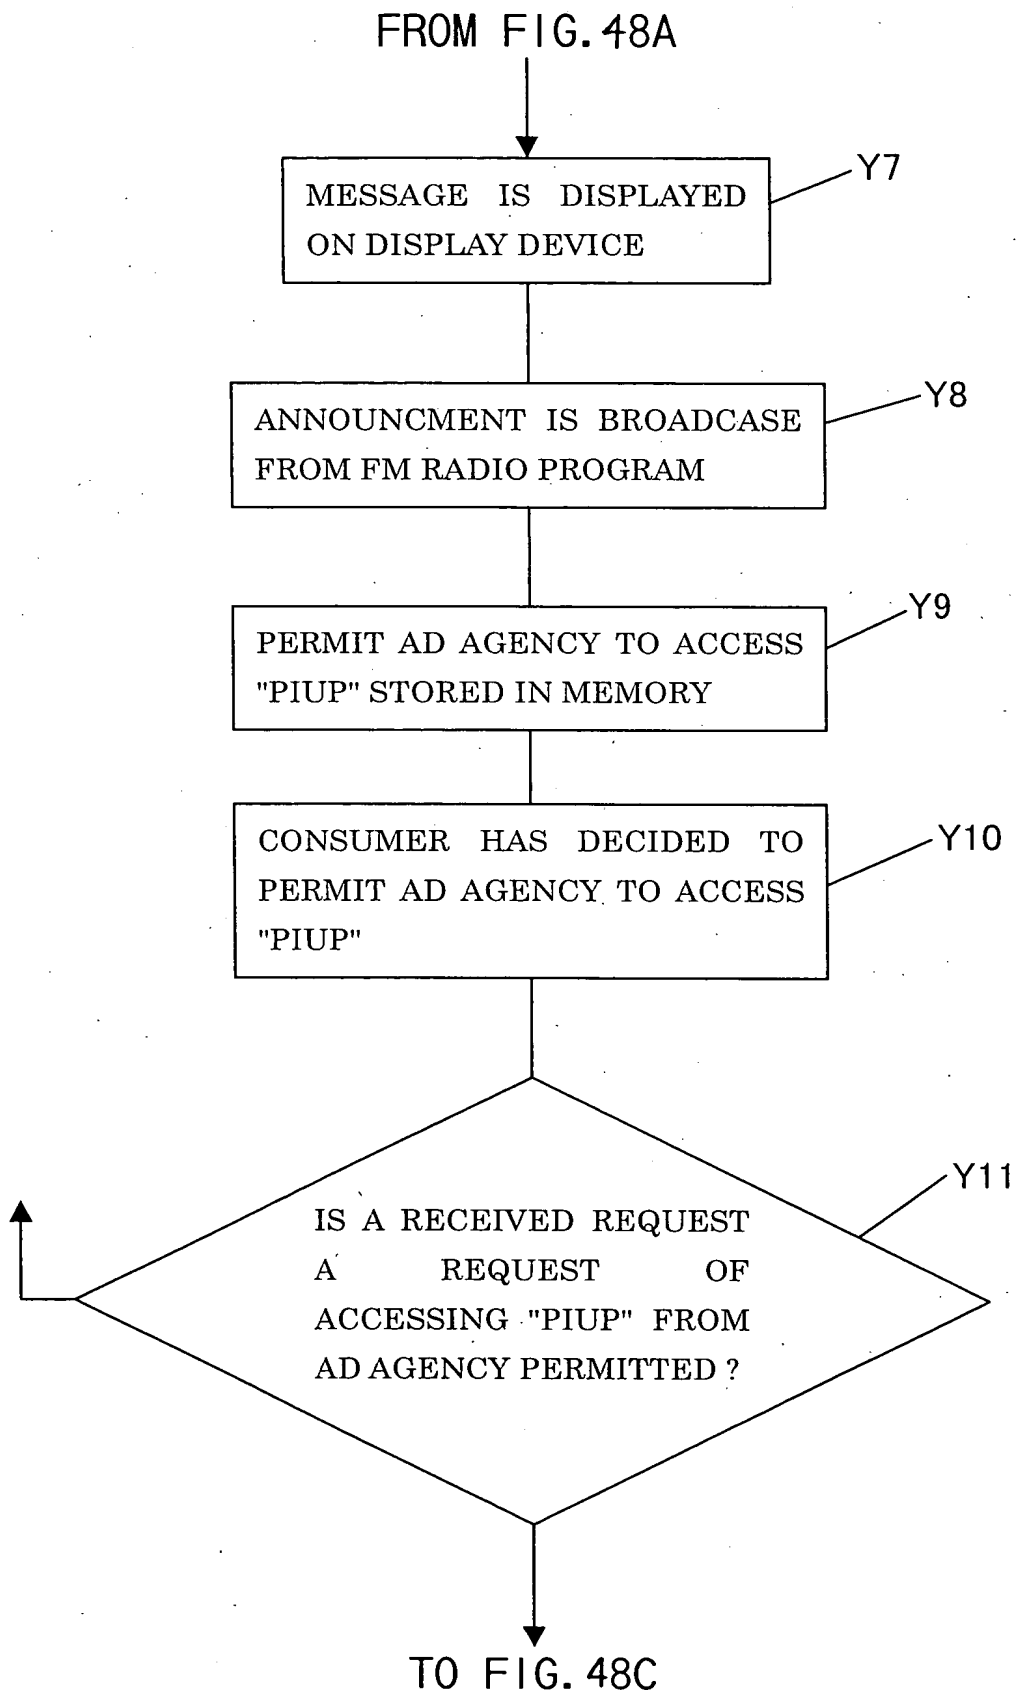 FROM FIG. 48A
Y7
MESSAGE IS DISPLAYED
ON DISPLAY DEVICE
Y8
ANNOUNCMENT IS BROADCASE
FROM FM RADIO PROGRAM
Y9
PERMIT AD AGENCY TO ACCESS
"PIUP" STORED IN MEMORY
Y10
CONSUMER HAS DECIDED TO
PERMIT AD AGENCY TO ACCESS
"PIUP"
Y11
IS A RECEIVED REQUEST
A REQUEST OF
ACCESSING "PIUP" FROM
AD AGENCY PERMITTED ?
TO FIG. 48C